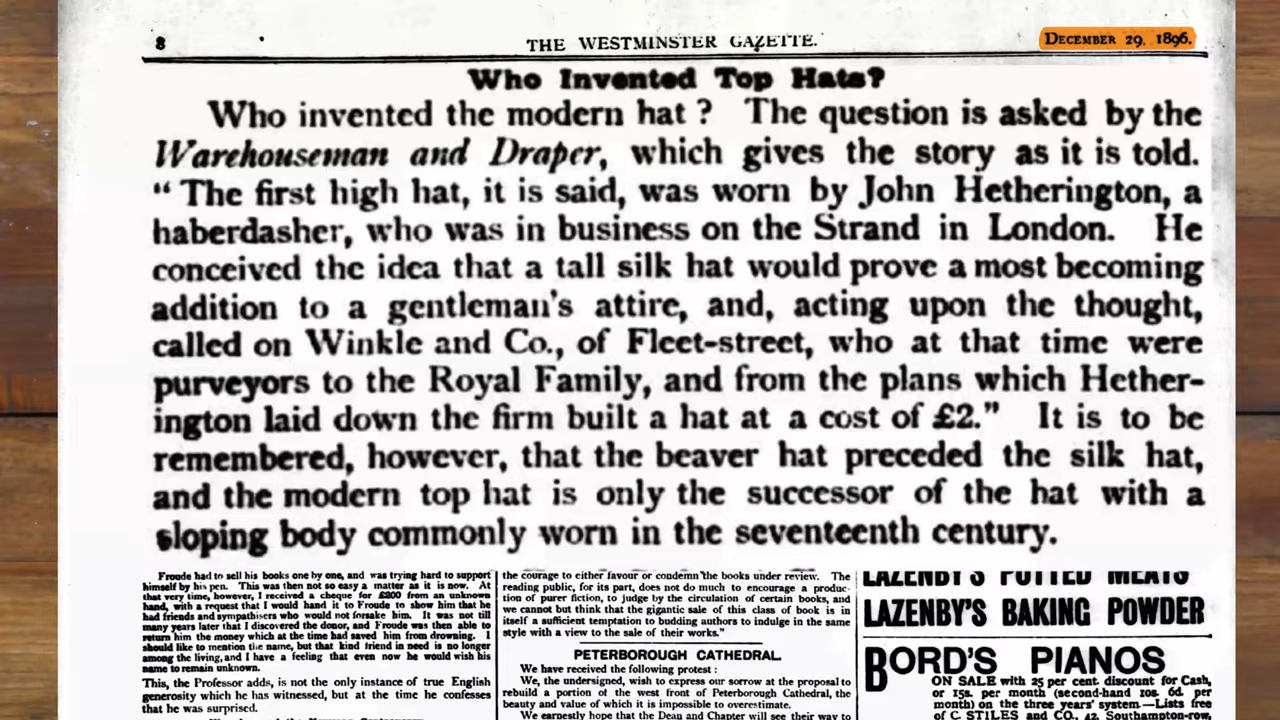 8
THE WESTMINSTER GAZETTE.
DECEMBER 29, 1896.
Who Invented Top Hats?
Who invented the modern hat ? The question is asked by the
Warehouseman and Draper, which gives the story as it is told.
“ The first high hat, it is said, was worn by John Hetherington, a
haberdasher, who was in business on the Strand in London. He
conceived the idea that a tall silk hat would prove a most becoming
addition to a gentleman's attire, and, acting upon the thought,
called on Winkle and Co., of Fleet-street, who at that time were
purveyors to the Royal Family, and from the plans which Hether-
ington laid down the firm built a hat at a cost of £2.” It is to be
remembered, however, that the beaver hat preceded the silk hat,
and the modern top hat is only the successor of the hat with a
sloping body commonly worn in the seventeenth century.
Froude had to sell his books one by one, and was trying hard to support
himself by his pen. This was then not so easy a matter as it is now. At
that very time, however, I received a cheque for £200 from an unknown
hand, with a request that I would hand it to Froude to show him that he
had friends and sympathisers who would not forsake him. It was not till
many years later that I discovered the donor, and Froude was then able to
return him the money which at the time had saved him from drowning. I
should like to mention the name, but that kind friend in need is no longer
among the living, and I have a feeling that even now he would wish his
name to remain unknown.
This, the Professor adds, is not the only instance of true English
generosity which he has witnessed, but at the time he confesses
that he was surprised.
the courage to either favour or condemn the books under review. The
reading public, for its part, does not do much to encourage a produc-
tion of purer fiction, to judge by the circulation of certain books, and
we cannot but think that the gigantic sale of this class of book is in
itself a sufficient temptation to budding authors to indulge in the same
style with a view to the sale of their works.”
PETERBOROUGH CATHEDRAL.
We have received the following protest :
We, the undersigned, wish to express our sorrow at the proposal to
rebuild a portion of the west front of Peterborough Cathedral, the
beauty and value of which it is impossible to overestimate.
We earnestly hope that the Dean and Chapter will see their way to
LAZENBY'S POTTED MEATS
LAZENBY'S BAKING POWDER
BORD'S PIANOS
ON SALE with 25 per cent. discount for Cash,
or 15s. per month (second-hand 10s. 6d. per
month) on the three years' system.—Lists free
of C. STILES and CO., 42, Southampton-row,